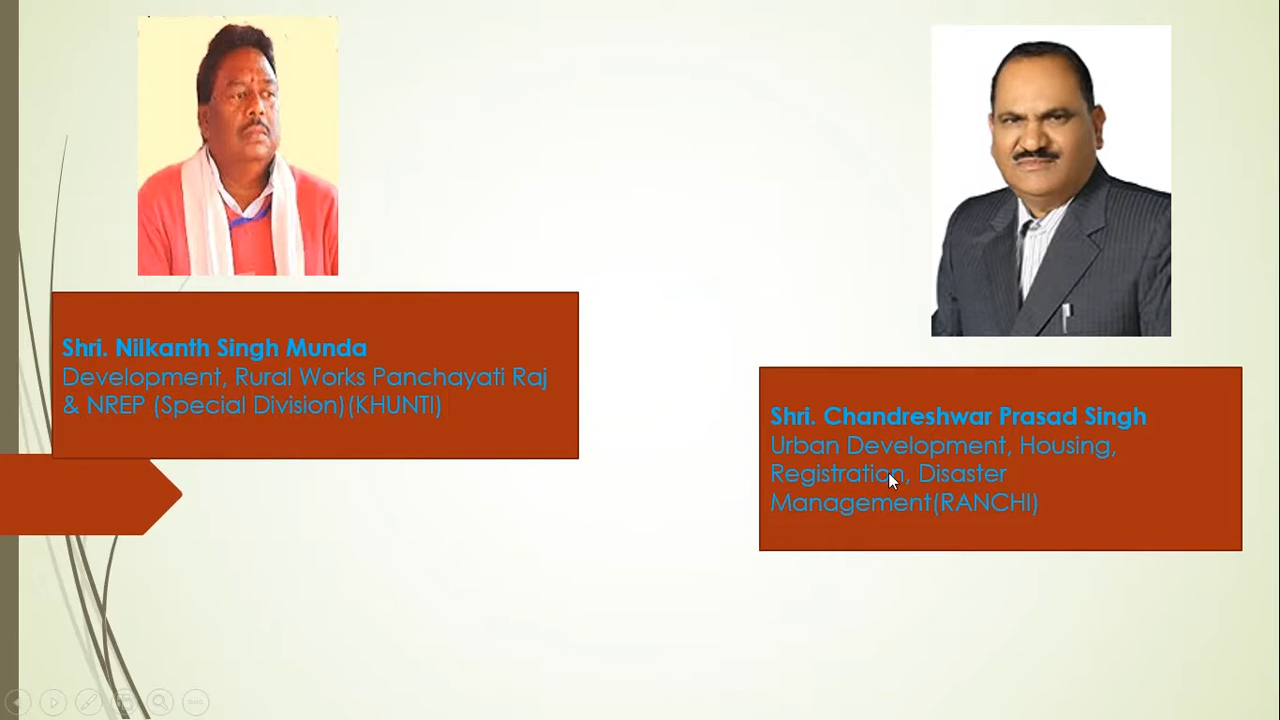 Shri. Nilkanth Singh Munda
Development, Rural Works Panchayati Raj
& NREP (Special Division)(KHUNTI)
Shri. Chandreshwar Prasad Singh
Urban Development, Housing,
Registration, Disaster
Management(RANCHI)